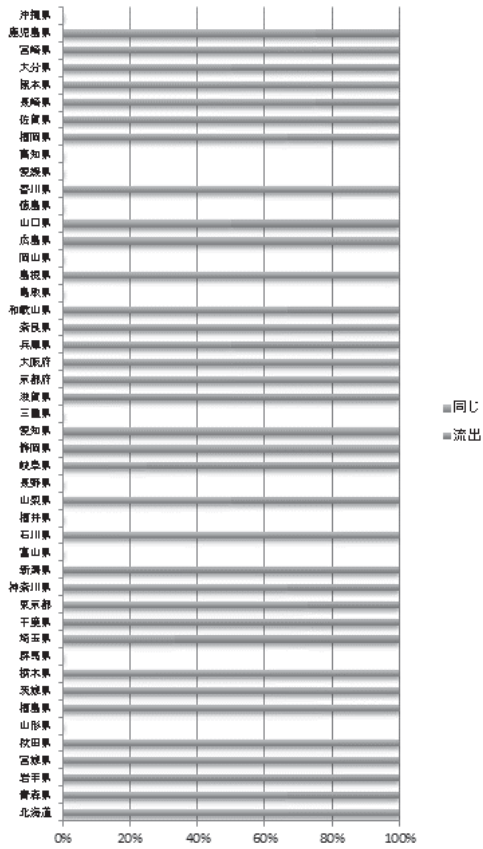 沖縄県
鹿児島県
宮崎県
大分県
熊本県
長崎県
佐賀県
福岡県
高知県
愛媛県
香川県
徳島県
山口県
広島県
岡山県
島根県
鳥取県
和歌山県
奈良県
兵庫県
大阪府
京都府
滋賀県
三重県
愛知県
静岡県
岐阜県
長野県
山梨県
福井県
石川県
富山県
新潟県
神奈川県
東京都
千葉県
埼玉県
群馬県
栃木県
茨城県
福島県
山形県
秋田県
宮城県
岩手県
青森県
北海道
0% 20% 40% 60% 80% 100%
同じ
流出